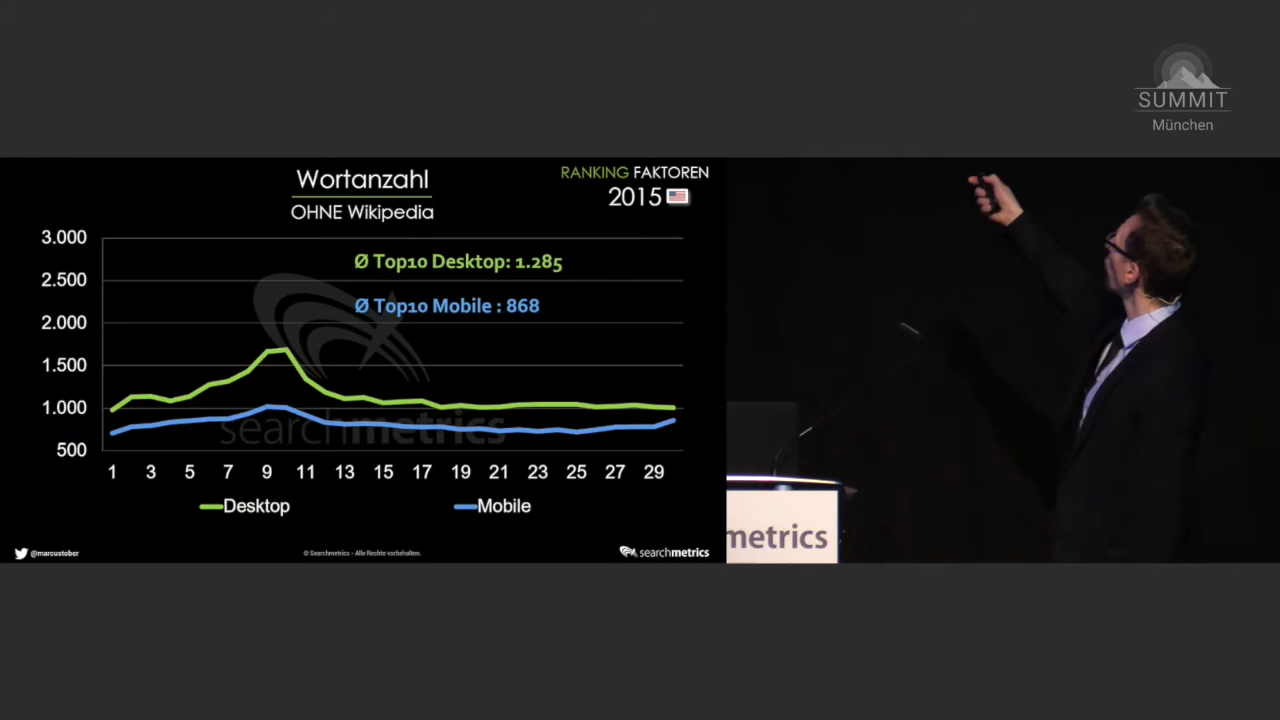 SUMMIT
München
Wortanzahl
OHNE Wikipedia
RANKING FAKTOREN
2015
3.000
2.500
2.000
1.500
1.000
500
Ø Top10 Desktop: 1.285
Ø Top10 Mobile : 868
searchmetrics
1 3 5 7 9 11 13 15 17 19 21 23 25 27 29
Desktop Mobile
@marcustober
© Searchmetrics – Alle Rechte vorbehalten.
searchmetrics
metrics